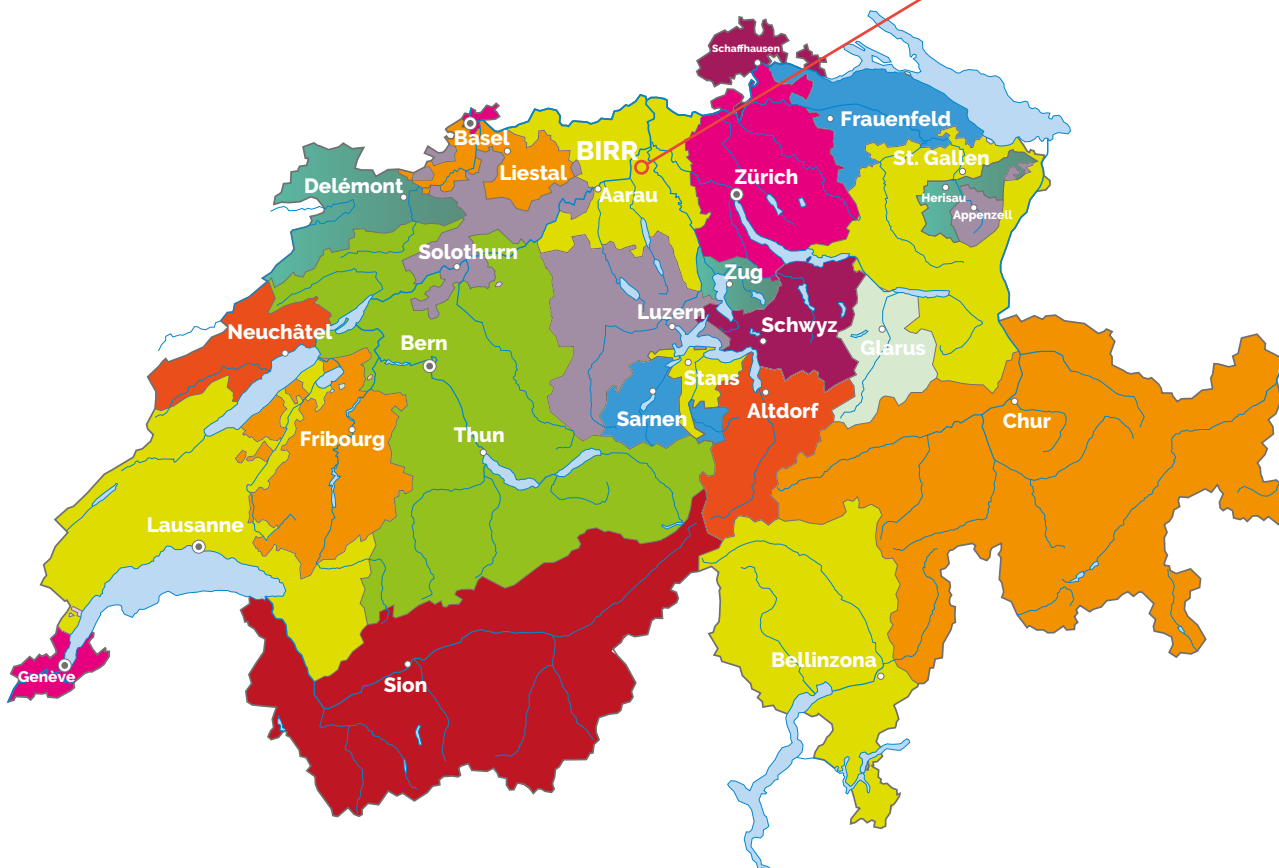 Schaffhausen
Frauenfeld
Basel
BIRR
St. Gallen
Liestal
Zürich
Delémont
Aarau
Herisau
Appenzell
Solothurn
Zug
Luzern
Schwyz
Neuchâtel
Bern
Glarus
Stans
Altdorf
Sarnen
Chur
Fribourg
Thun
Lausanne
Bellinzona
Genève
Sion